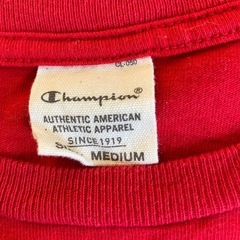 CL-050
Champion
AUTHENTIC AMERICAN
ATHLETIC APPAREL
SINCE 1919
MEDIUM